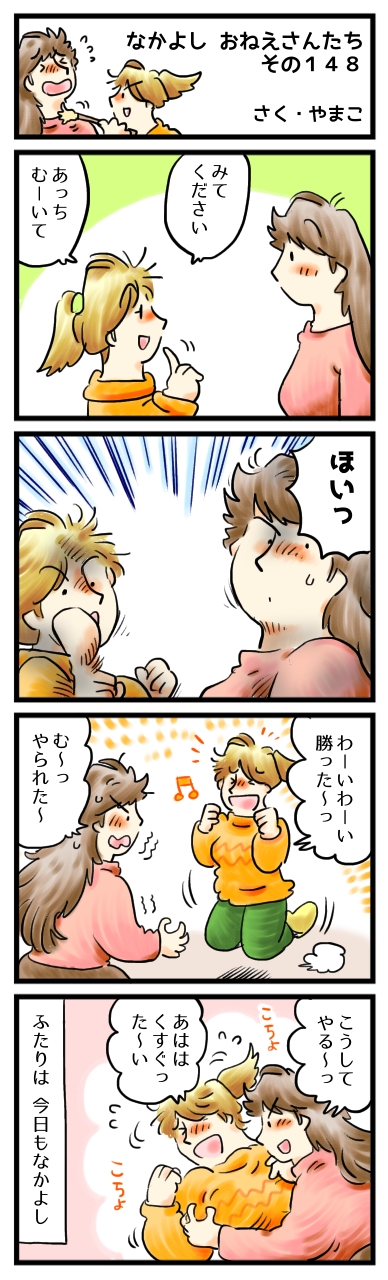 なかよし おねえさんたち
その１４８
さく・やまこ
みて
ください
あっち
むーいて
ほいっ
わーいわーい
勝った〜っ
む〜っ
やられた〜
こうして
やる〜っ
こちょ
あはは
くすぐっ
た〜い
こちょ
ふたりは 今日もなかよし